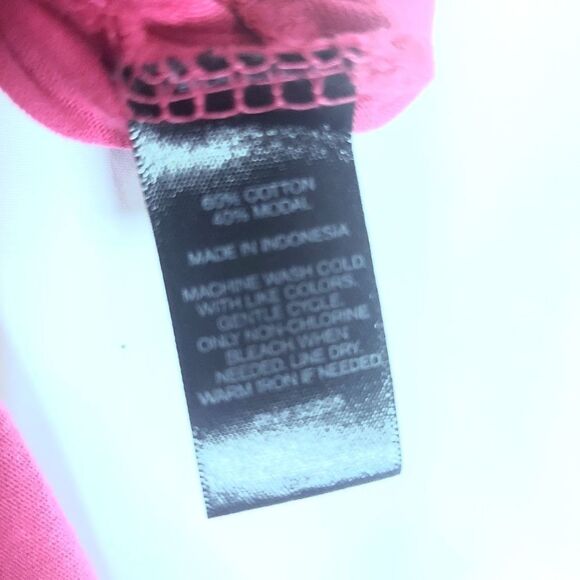 60% COTTON
40% MODAL
MADE IN INDONESIA
MACHINE WASH COLD
WITH LIKE COLORS.
GENTLE CYCLE.
ONLY NON-CHLORINE
BLEACH WHEN
NEEDED. LINE DRY.
WARM IRON IF NEEDED.